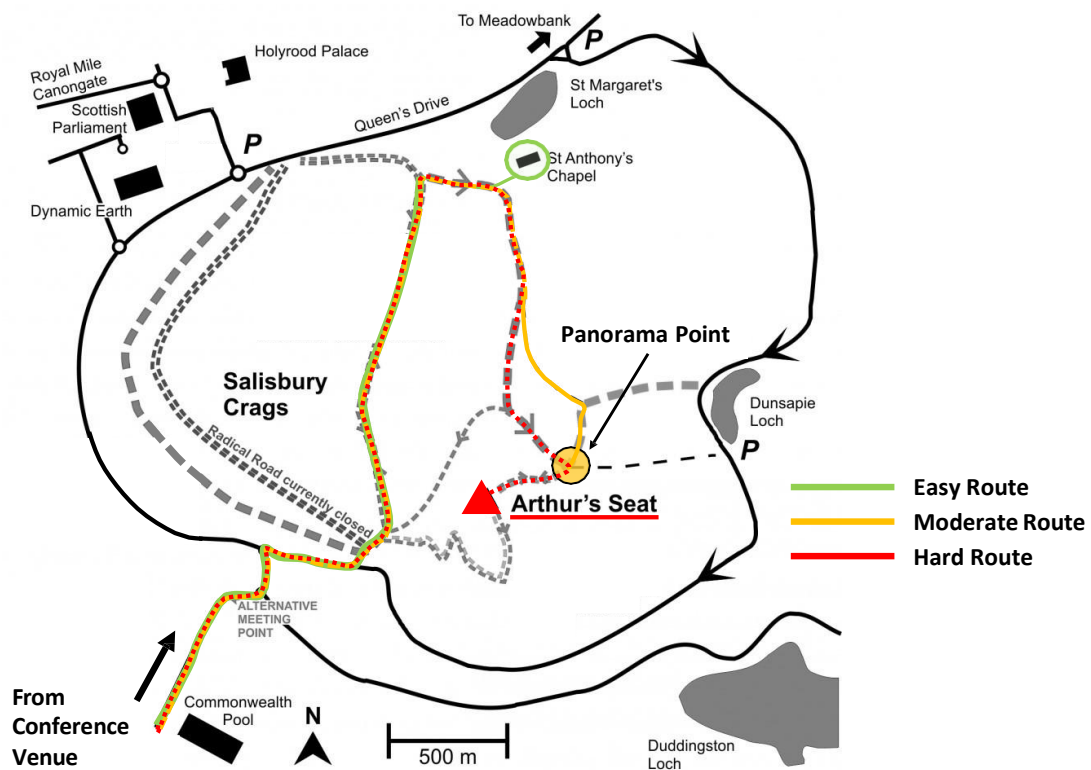 To Meadowbank
P
Holyrood Palace
Royal Mile
Canongate
Scottish
Parliament
P
Queen's Drive
St Margaret's
Loch
St Anthony's
Chapel
Dynamic Earth
Panorama Point
Salisbury
Crags
Radical Road currently closed
Dunsapie
Loch
P
Arthur's Seat
Easy Route
Moderate Route
Hard Route
ALTERNATIVE
MEETING
POINT
From
Conference
Venue
Commonwealth
Pool
N
500 m
Duddingston
Loch